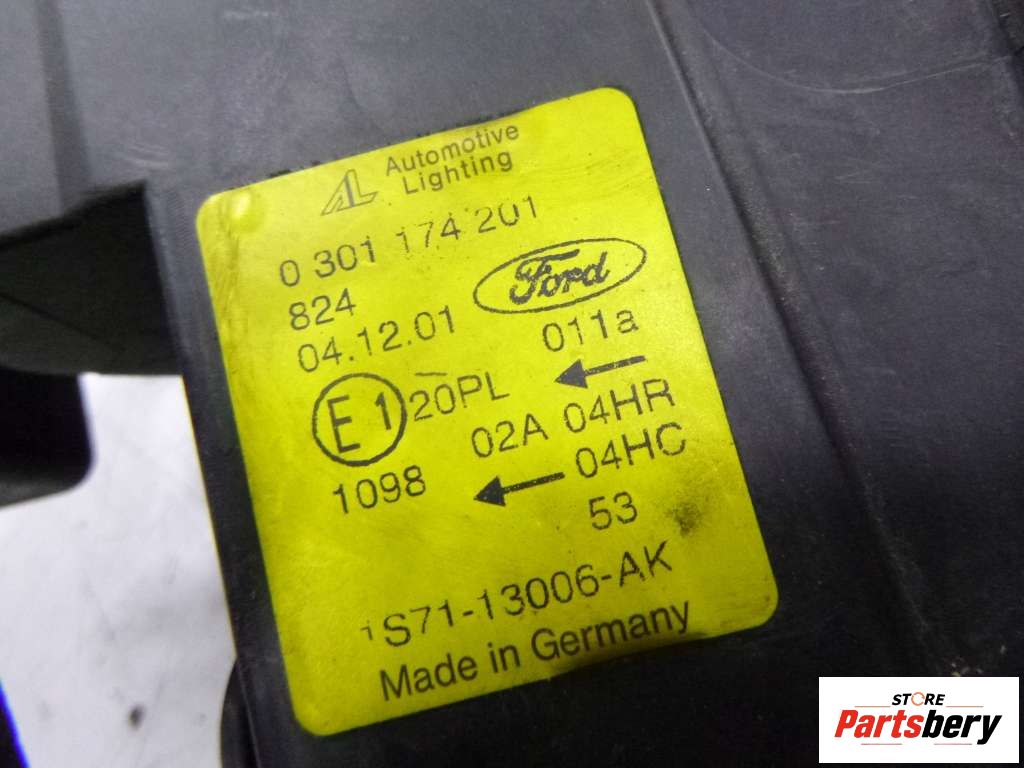 AL Automotive
Lighting
0 301 174 201
824
Ford
04.12.01
011a
E1 20PL
02A 04HR
1098
04HC
53
1S71-13006-AK
Made in Germany
STORE
Partsbery